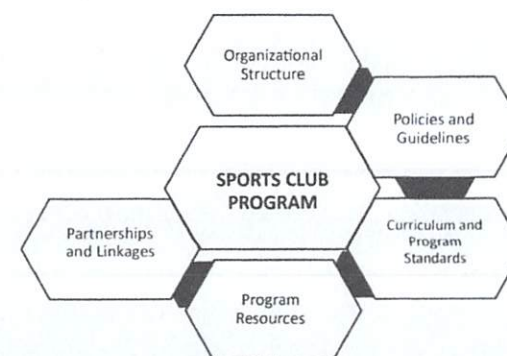 Organizational
Structure
Policies and
Guidelines
SPORTS CLUB
PROGRAM
Curriculum and
Program
Standards
Partnerships
and Linkages
Program
Resources